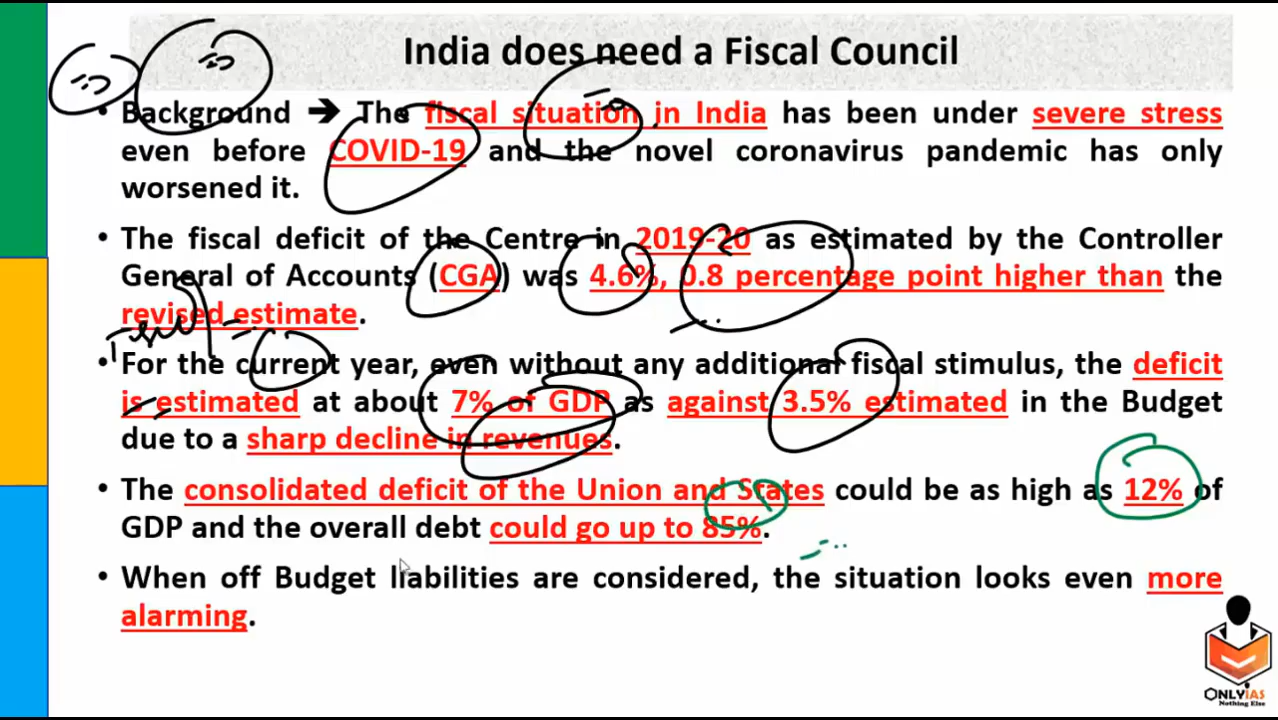 India does need a Fiscal Council
• Background ➔ The fiscal situation in India has been under severe stress
even before COVID-19 and the novel coronavirus pandemic has only
worsened it.
• The fiscal deficit of the Centre in 2019-20 as estimated by the Controller
General of Accounts (CGA) was 4.6%, 0.8 percentage point higher than the
revised estimate.
• For the current year, even without any additional fiscal stimulus, the deficit
is estimated at about 7% of GDP as against 3.5% estimated in the Budget
due to a sharp decline in revenues.
• The consolidated deficit of the Union and States could be as high as 12% of
GDP and the overall debt could go up to 85%.
• When off Budget liabilities are considered, the situation looks even more
alarming.
ONLYIAS
Nothing Else